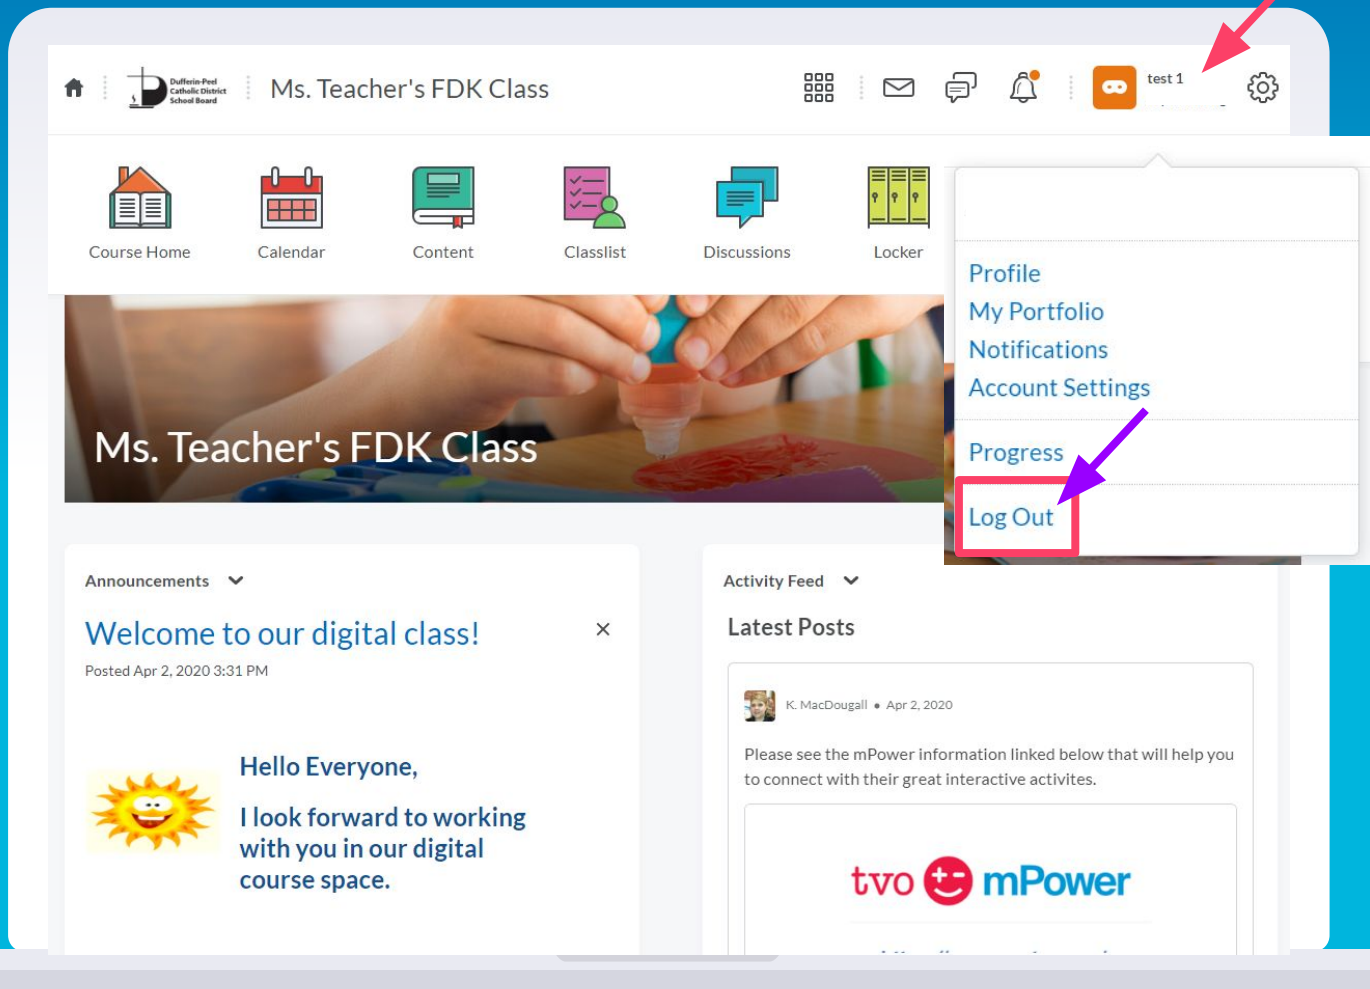 Dufferin-Peel
Catholic District
School Board
Ms. Teacher's FDK Class
test 1
Course Home
Calendar
Content
Classlist
Discussions
Locker
Profile
My Portfolio
Notifications
Account Settings
Progress
Log Out
Ms. Teacher's FDK Class
Announcements
Welcome to our digital class!
Posted Apr 2, 2020 3:31 PM
Hello Everyone,
I look forward to working
with you in our digital
course space.
Activity Feed
Latest Posts
K. MacDougall • Apr 2, 2020
Please see the mPower information linked below that will help you
to connect with their great interactive activites.
tvo mPower